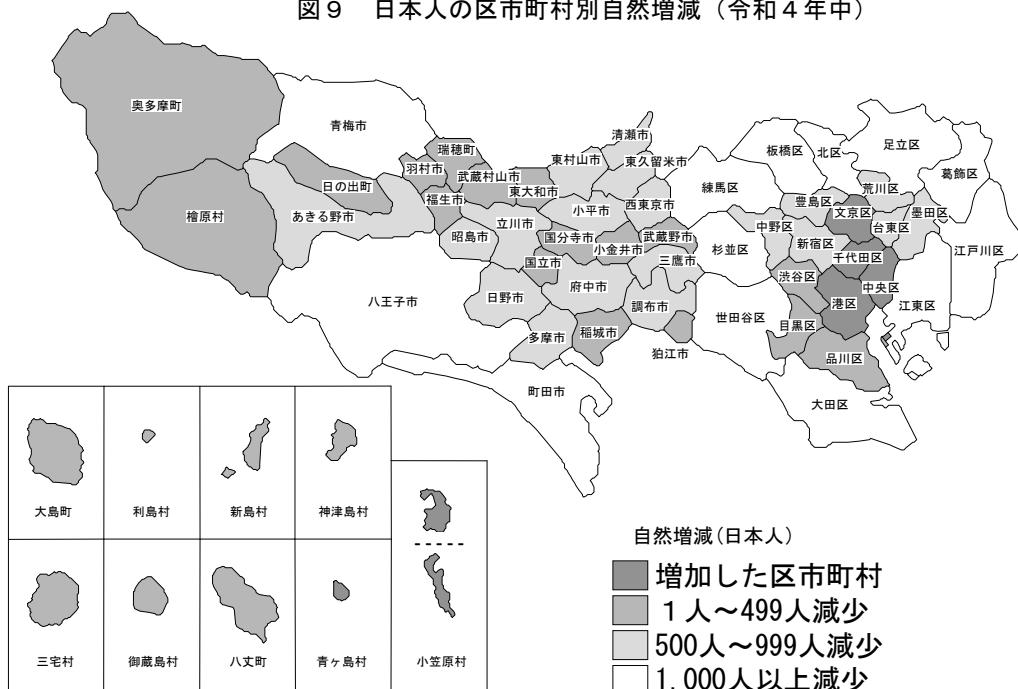 図９　日本人の区市町村別自然増減（令和４年中）
奥多摩町
青梅市
檜原村
日の出町
あきる野市
八王子市
羽村市
瑞穂町
福生市
武蔵村山市
東大和市
東村山市
清瀬市
東久留米市
西東京市
小平市
立川市
昭島市
国分寺市
小金井市
武蔵野市
三鷹市
国立市
府中市
調布市
日野市
多摩市
稲城市
狛江市
町田市
練馬区
板橋区
北区
足立区
葛飾区
荒川区
豊島区
文京区
台東区
墨田区
中野区
新宿区
千代田区
杉並区
渋谷区
中央区
江戸川区
江東区
港区
世田谷区
目黒区
品川区
大田区
大島町
利島村
新島村
神津島村
三宅村
御蔵島村
八丈町
青ヶ島村
小笠原村
自然増減(日本人)
増加した区市町村
１人～499人減少
500人～999人減少
1,000人以上減少